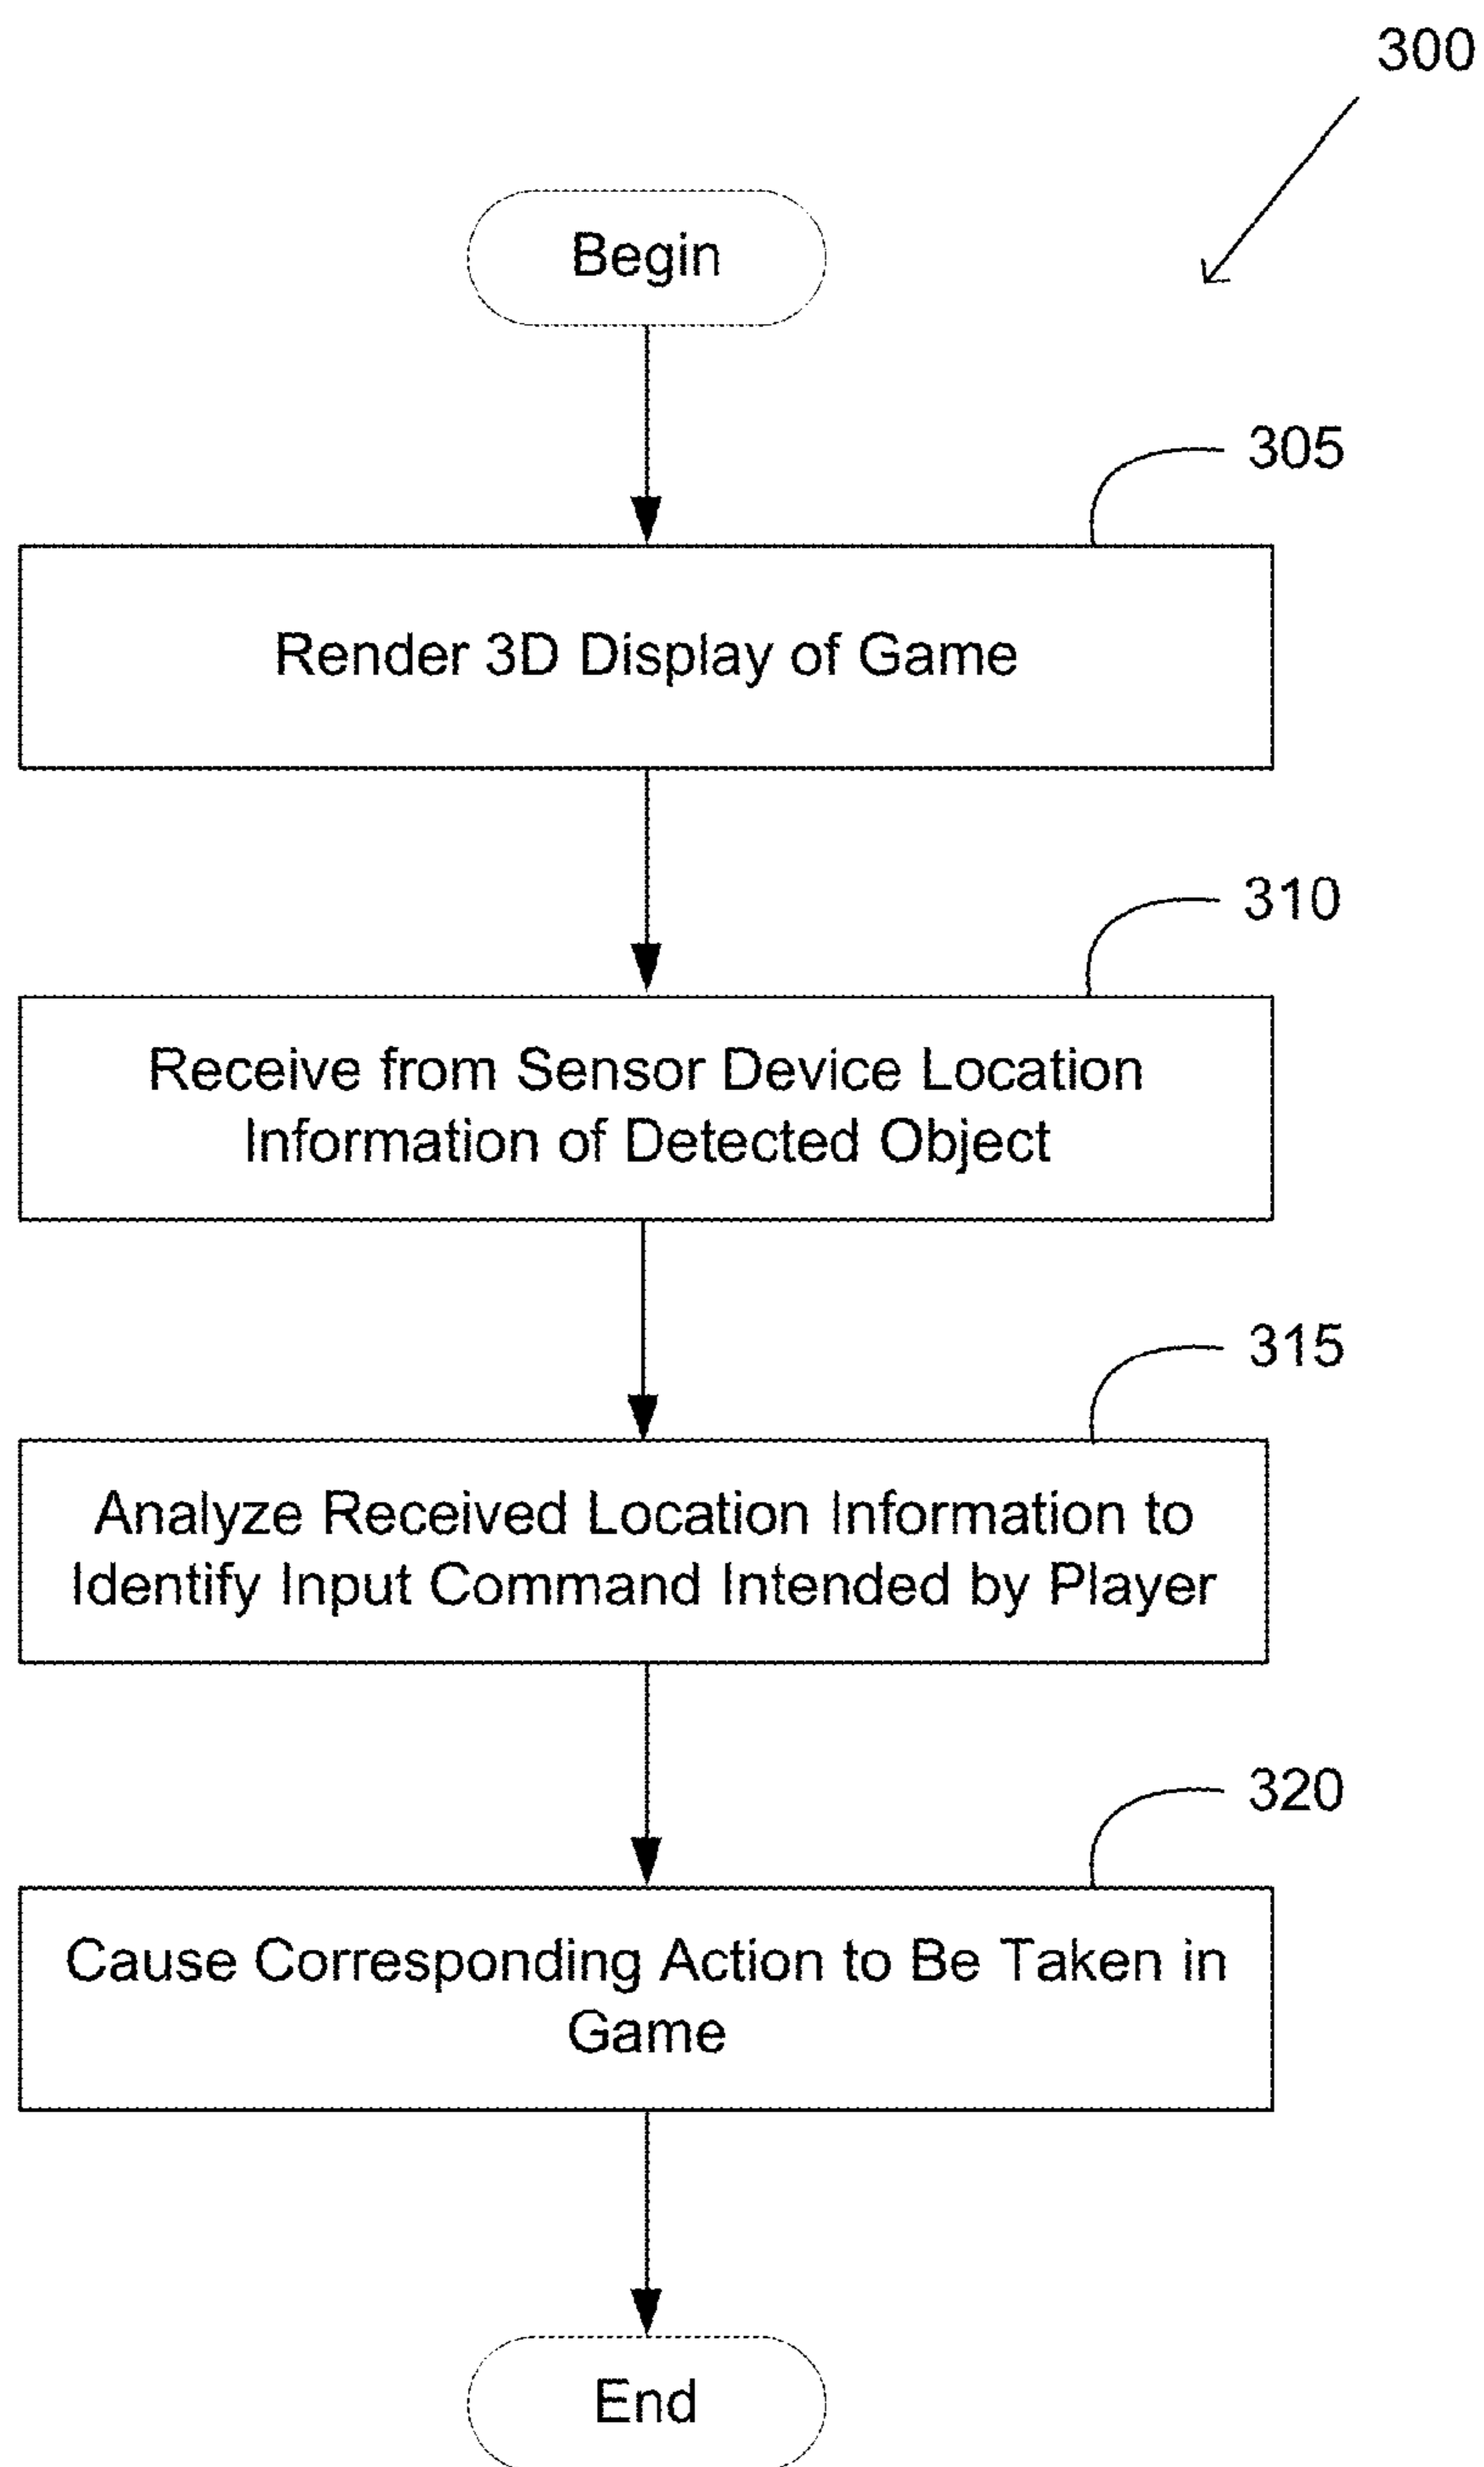 300
Begin
305
Render 3D Display of Game
310
Receive from Sensor Device Location
Information of Detected Object
315
Analyze Received Location Information to
Identify Input Command Intended by Player
320
Cause Corresponding Action to Be Taken in
Game
End